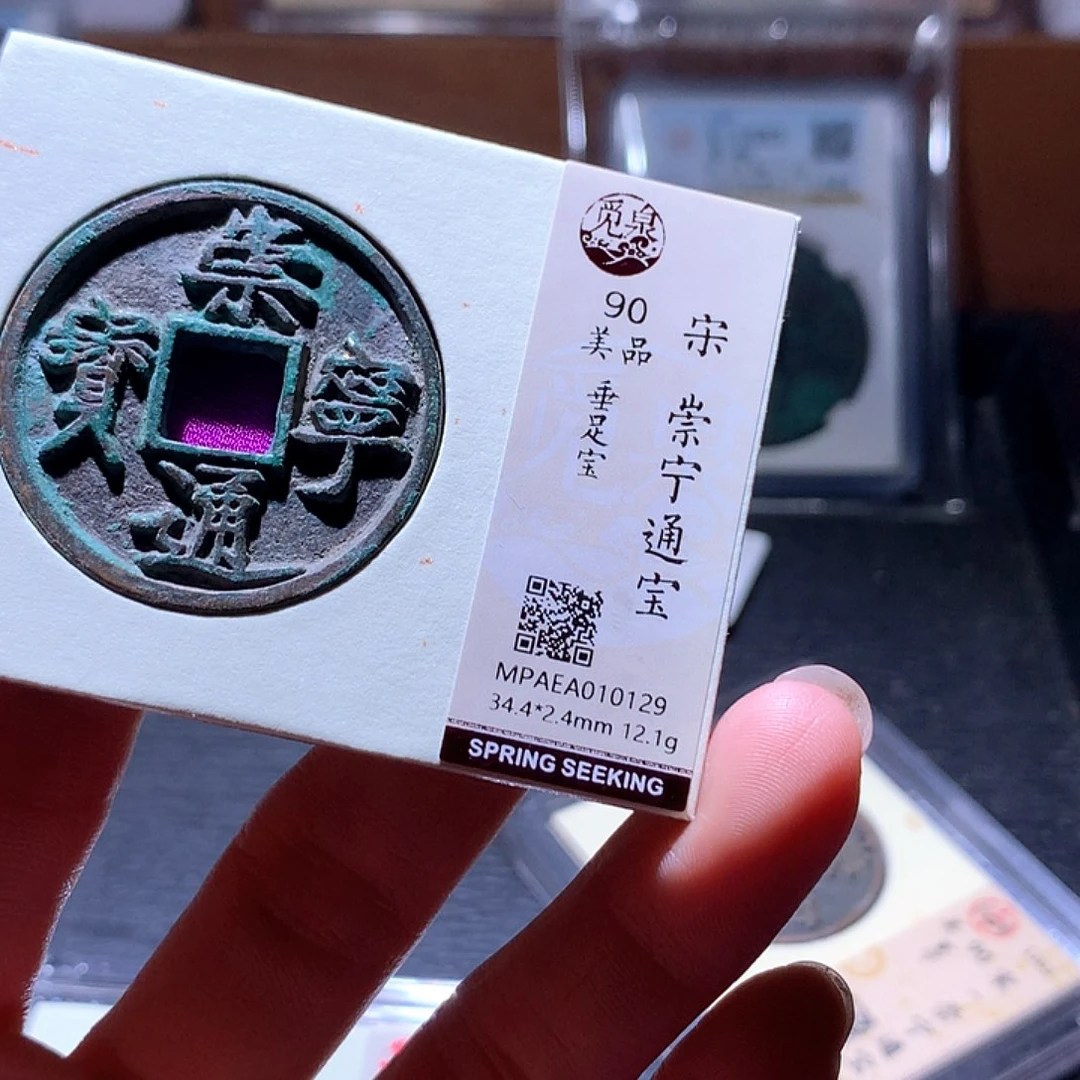 崇
寧
通
寶
觅泉
90
美品
垂足宝
宋 崇宁通宝
MPAEA010129
34.4*2.4mm 12.1g
SPRING SEEKING